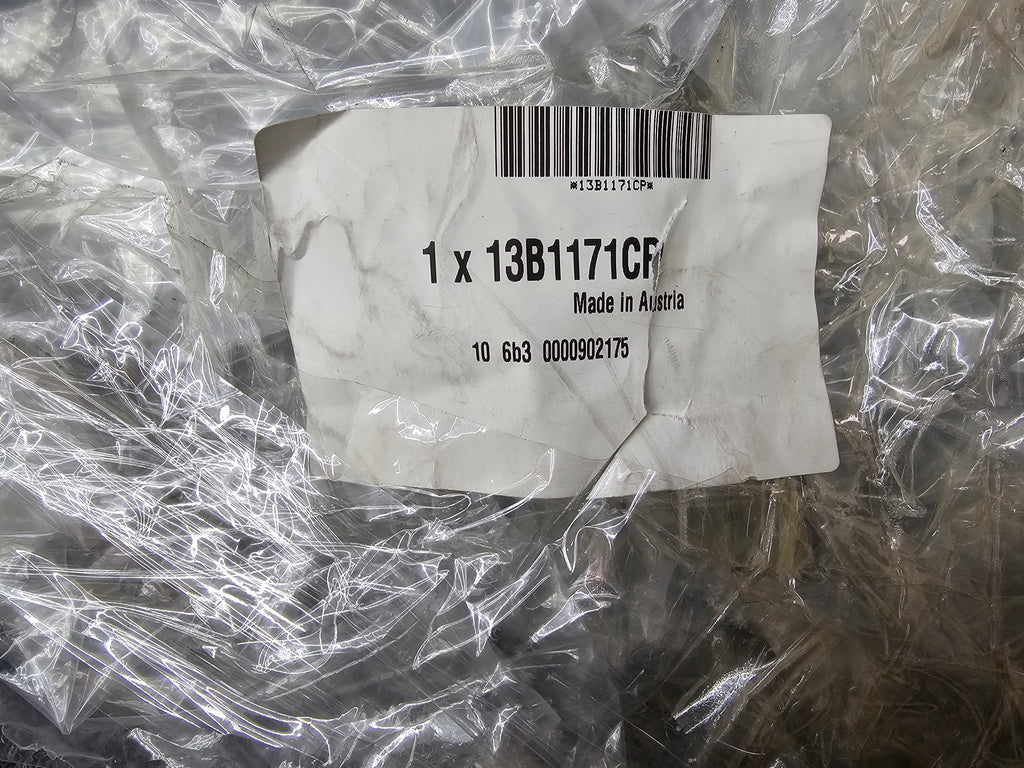 *13B1171CP*
1 x 13B1171CP
Made in Austria
10 6b3 0000902175